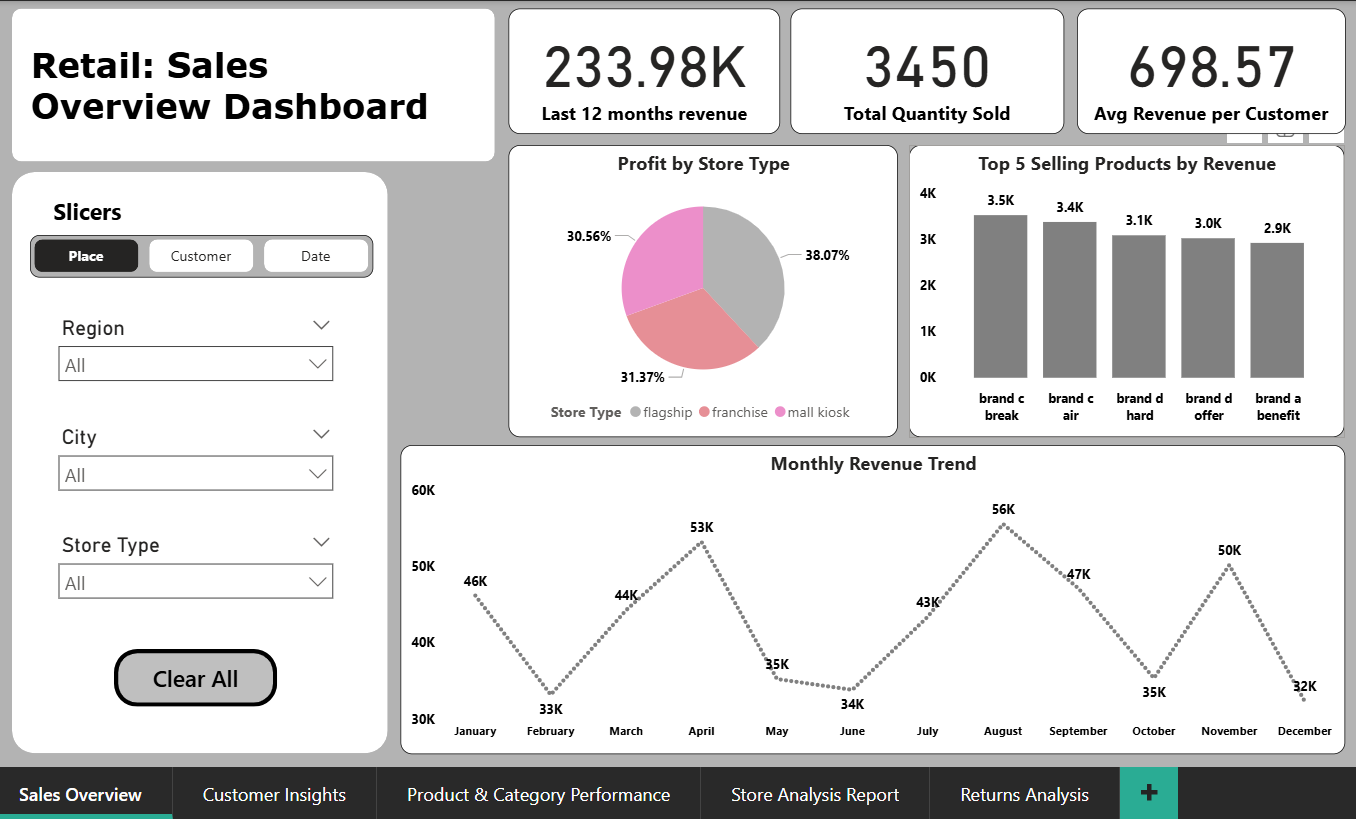 Retail: Sales
Overview Dashboard
233.98K
Last 12 months revenue
3450
Total Quantity Sold
698.57
Avg Revenue per Customer
Slicers
Place
Customer
Date
Region
All
City
All
Store Type
All
Clear All
Profit by Store Type
30.56%
38.07%
31.37%
Store Type flagship franchise mall kiosk
Top 5 Selling Products by Revenue
4K
3K
2K
1K
0K
3.5K
3.4K
3.1K
3.0K
2.9K
brand c
break
brand c
air
brand d
hard
brand d
offer
brand a
benefit
Monthly Revenue Trend
60K
50K
40K
30K
46K
33K
44K
53K
35K
34K
43K
56K
47K
35K
50K
32K
January
February
March
April
May
June
July
August
September
October
November
December
Sales Overview
Customer Insights
Product & Category Performance
Store Analysis Report
Returns Analysis
+